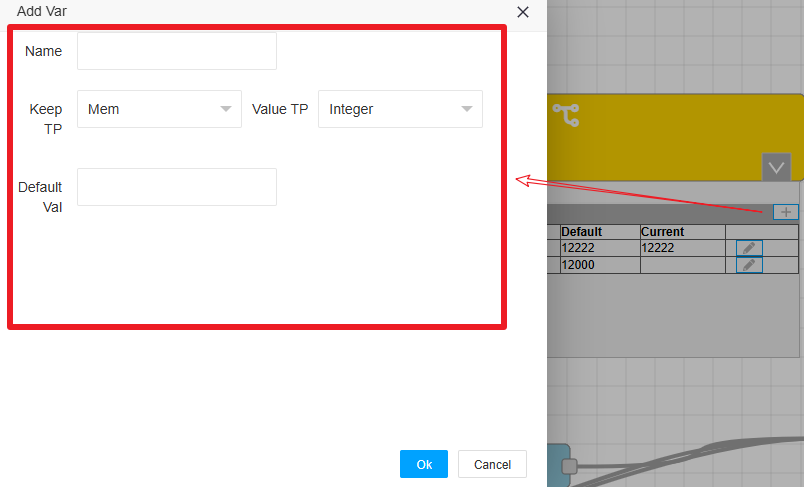 Add Var
Name
Keep TP
Mem
Value TP
Integer
Default Val
Ok
Cancel
Default Current
12222 12222
12000